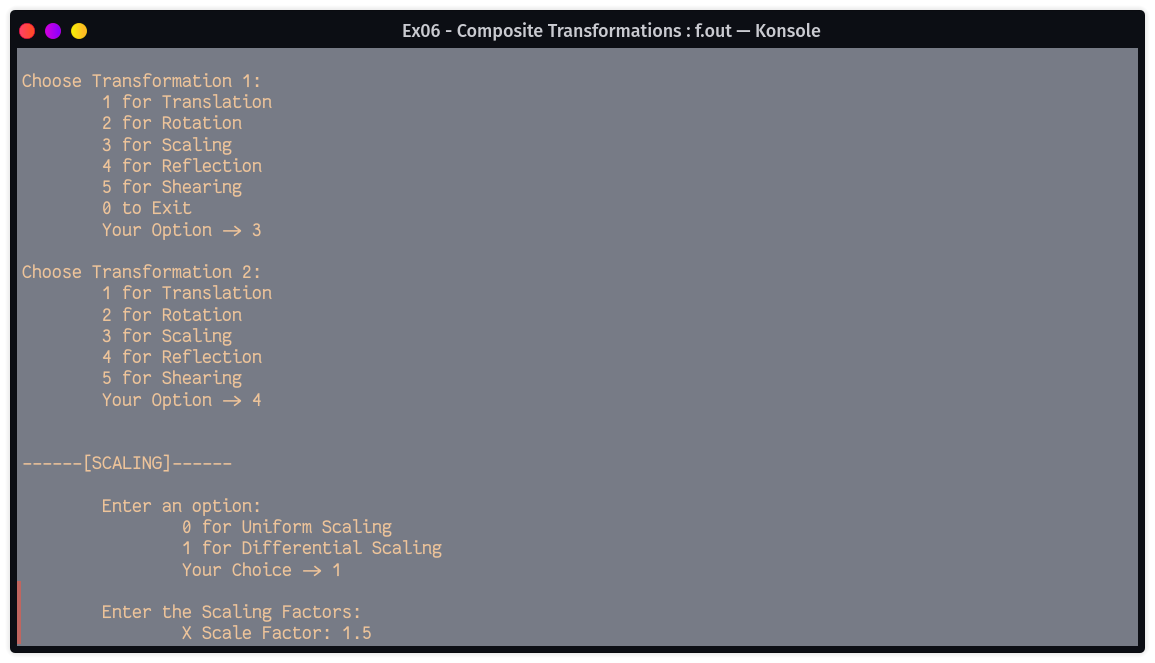 Ex06 - Composite Transformations : f.out — Konsole
Choose Transformation 1:
1 for Translation
2 for Rotation
3 for Scaling
4 for Reflection
5 for Shearing
0 to Exit
Your Option -> 3
Choose Transformation 2:
1 for Translation
2 for Rotation
3 for Scaling
4 for Reflection
5 for Shearing
Your Option -> 4
------[SCALING]------
Enter an option:
0 for Uniform Scaling
1 for Differential Scaling
Your Choice -> 1
Enter the Scaling Factors:
X Scale Factor: 1.5